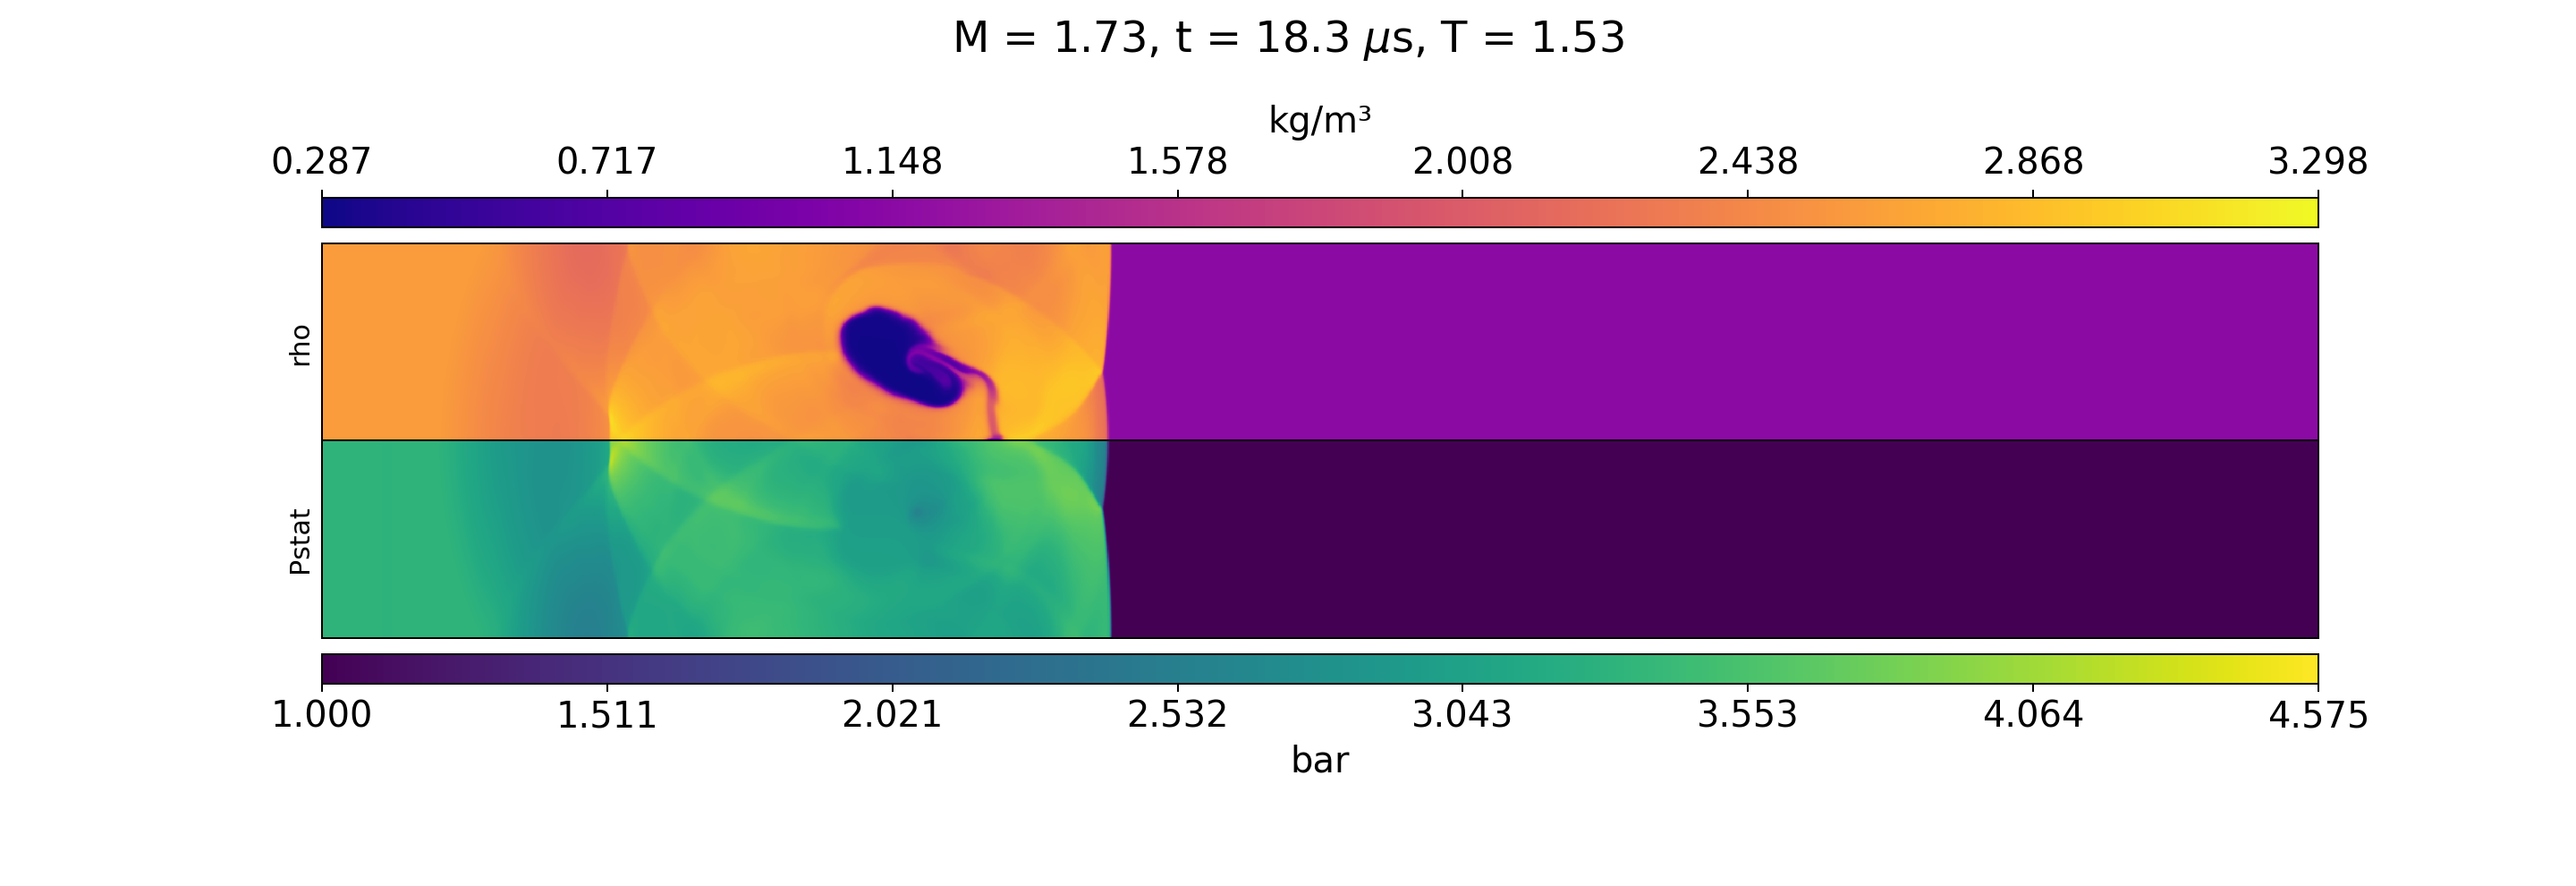 M = 1.73, t = 18.3 μs, T = 1.53
kg/m³
0.287 0.717 1.148 1.578 2.008 2.438 2.868 3.298
rho
Pstat
1.000 1.511 2.021 2.532 3.043 3.553 4.064 4.575
bar